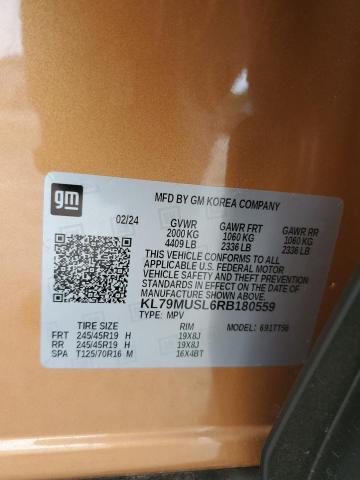 gm
MFD BY GM KOREA COMPANY
02/24 GVWR GAWR FRT GAWR RR
2000 KG 1060 KG 1060 KG
4409 LB 2336 LB 2336 LB
THIS VEHICLE CONFORMS TO ALL
APPLICABLE U.S. FEDERAL MOTOR
VEHICLE SAFETY AND THEFT
PREVENTION STANDARDS IN EFFECT
ON THE DATE OF MANUFACTURE
SHOWN ABOVE.
KL79MUSL6RB180559
TYPE: MPV
TIRE SIZE RIM MODEL:
FRT 245/45R19 H 19X8J
RR 245/45R19 H 19X8J
SPA T125/70R16 M 16X4BT